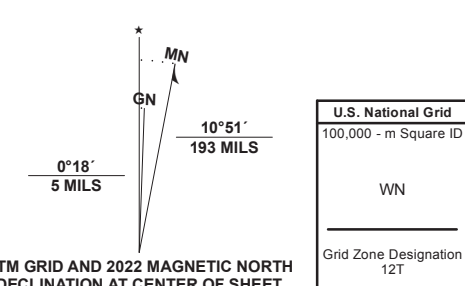 ★
MN
GN
10°51´
193 MILS
0°18´
5 MILS
TM GRID AND 2022 MAGNETIC NORTH
DECLINATION AT CENTER OF SHEET
U.S. National Grid
100,000 - m Square ID
WN
Grid Zone Designation
12T